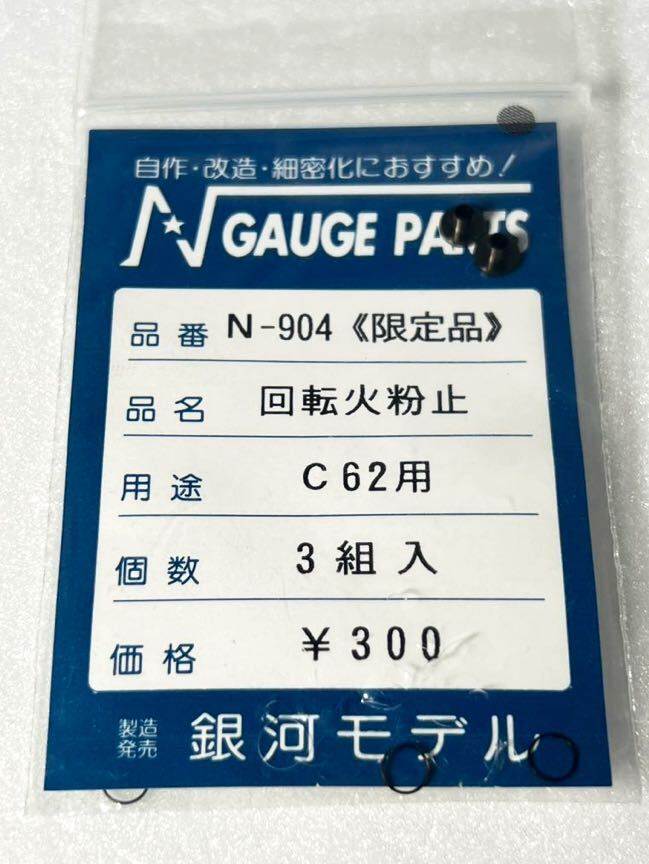 自作・改造・細密化におすすめ!
N GAUGE PARTS
品番 N-904《限定品》
品名 回転火粉止
用途 C62用
個数 3組入
価格 ¥300
製造発売 銀河モデル